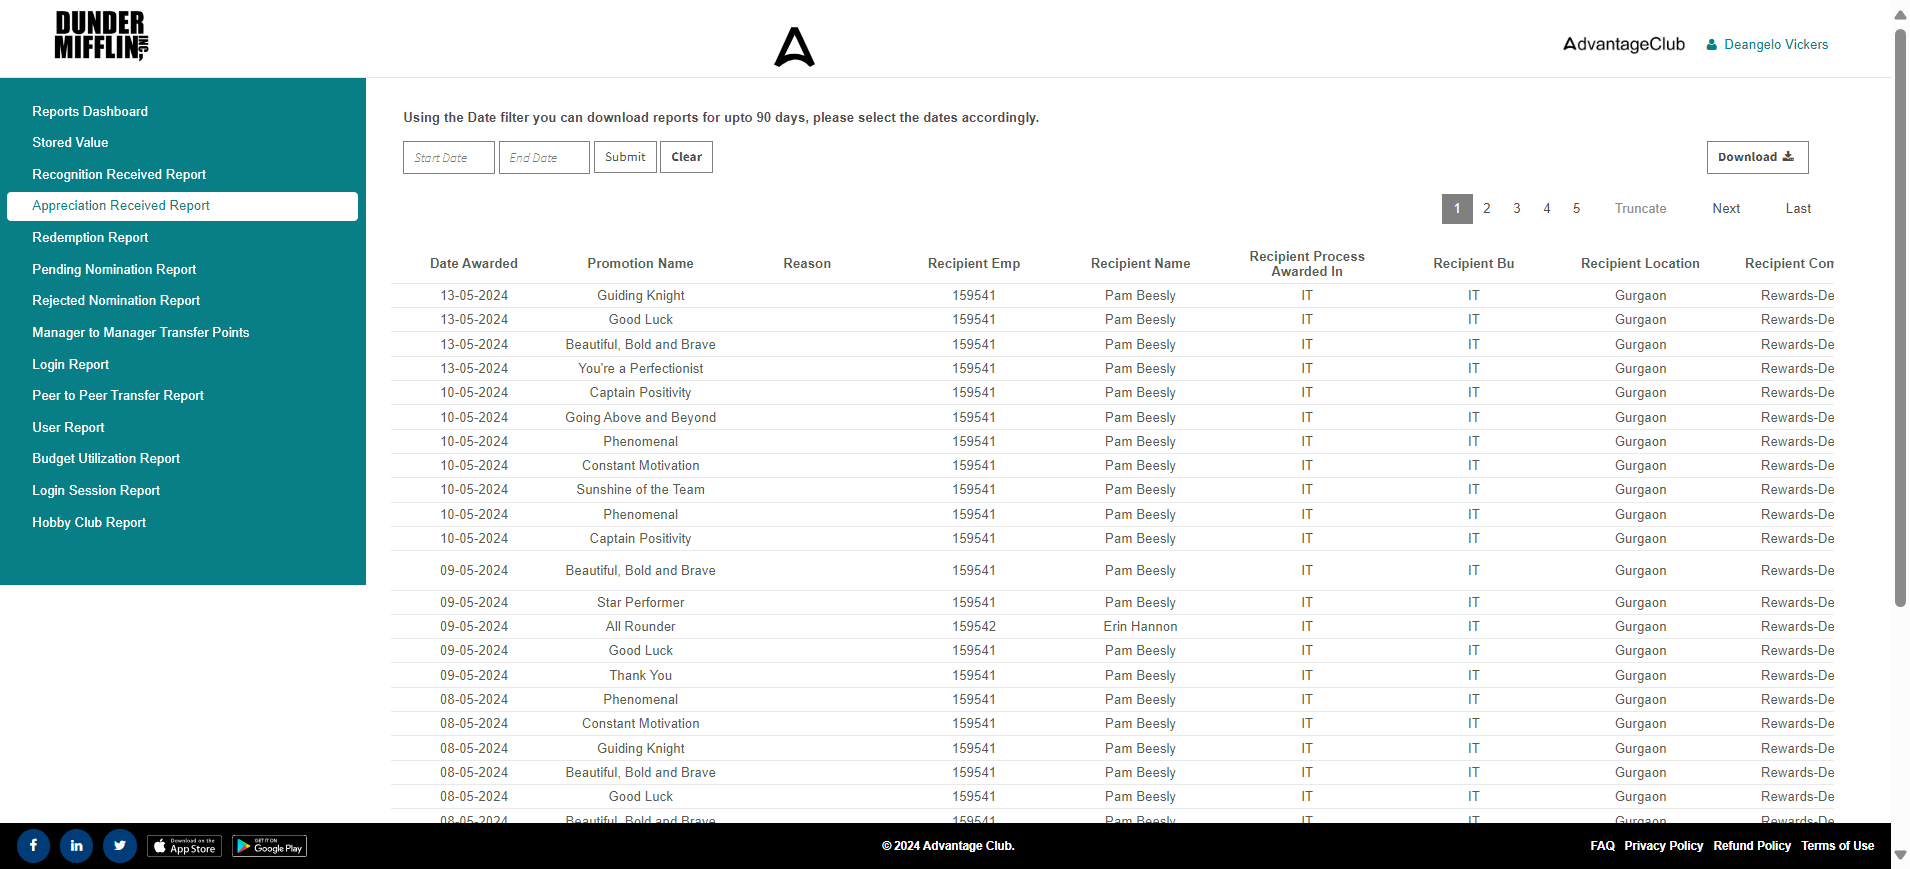 DUNDER
MIFFLIN, INC
AdvantageClub
Deangelo Vickers
Reports Dashboard
Stored Value
Recognition Received Report
Appreciation Received Report
Redemption Report
Pending Nomination Report
Rejected Nomination Report
Manager to Manager Transfer Points
Login Report
Peer to Peer Transfer Report
User Report
Budget Utilization Report
Login Session Report
Hobby Club Report
Using the Date filter you can download reports for upto 90 days, please select the dates accordingly.
Start Date End Date Submit Clear Download
1 2 3 4 5 Truncate Next Last
Date Awarded Promotion Name Reason Recipient Emp Recipient Name Recipient Process Awarded In Recipient Bu Recipient Location Recipient Com
13-05-2024 Guiding Knight 159541 Pam Beesly IT IT Gurgaon Rewards-De
13-05-2024 Good Luck 159541 Pam Beesly IT IT Gurgaon Rewards-De
13-05-2024 Beautiful, Bold and Brave 159541 Pam Beesly IT IT Gurgaon Rewards-De
13-05-2024 You're a Perfectionist 159541 Pam Beesly IT IT Gurgaon Rewards-De
10-05-2024 Captain Positivity 159541 Pam Beesly IT IT Gurgaon Rewards-De
10-05-2024 Going Above and Beyond 159541 Pam Beesly IT IT Gurgaon Rewards-De
10-05-2024 Phenomenal 159541 Pam Beesly IT IT Gurgaon Rewards-De
10-05-2024 Constant Motivation 159541 Pam Beesly IT IT Gurgaon Rewards-De
10-05-2024 Sunshine of the Team 159541 Pam Beesly IT IT Gurgaon Rewards-De
10-05-2024 Phenomenal 159541 Pam Beesly IT IT Gurgaon Rewards-De
10-05-2024 Captain Positivity 159541 Pam Beesly IT IT Gurgaon Rewards-De
09-05-2024 Beautiful, Bold and Brave 159541 Pam Beesly IT IT Gurgaon Rewards-De
09-05-2024 Star Performer 159541 Pam Beesly IT IT Gurgaon Rewards-De
09-05-2024 All Rounder 159542 Erin Hannon IT IT Gurgaon Rewards-De
09-05-2024 Good Luck 159541 Pam Beesly IT IT Gurgaon Rewards-De
09-05-2024 Thank You 159541 Pam Beesly IT IT Gurgaon Rewards-De
08-05-2024 Phenomenal 159541 Pam Beesly IT IT Gurgaon Rewards-De
08-05-2024 Constant Motivation 159541 Pam Beesly IT IT Gurgaon Rewards-De
08-05-2024 Guiding Knight 159541 Pam Beesly IT IT Gurgaon Rewards-De
08-05-2024 Beautiful, Bold and Brave 159541 Pam Beesly IT IT Gurgaon Rewards-De
08-05-2024 Good Luck 159541 Pam Beesly IT IT Gurgaon Rewards-De
08-05-2024 Beautiful, Bold and Brave 159541 Pam Beesly IT IT Gurgaon Rewards-De
Download on the App Store GET IT ON Google Play © 2024 Advantage Club. FAQ Privacy Policy Refund Policy Terms of Use